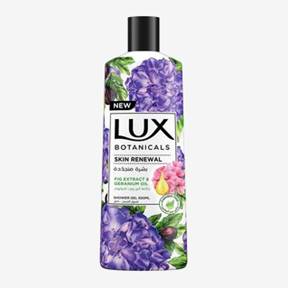 NEW
LUX
BOTANICALS
SKIN RENEWAL
بشرة متجددة
FIG EXTRACT &
GERANIUM OIL
SHOWER GEL 500ML